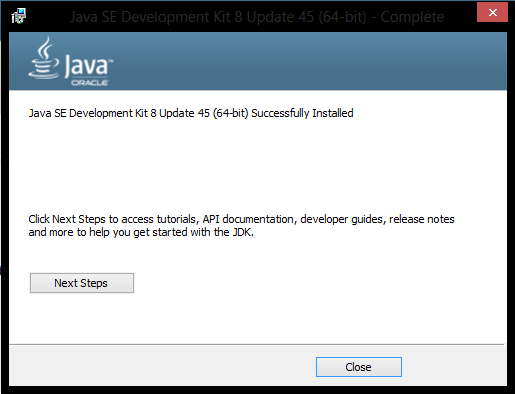 Java SE Development Kit 8 Update 45 (64-bit) - Complete
Java™
ORACLE
Java SE Development Kit 8 Update 45 (64-bit) Successfully Installed
Click Next Steps to access tutorials, API documentation, developer guides, release notes
and more to help you get started with the JDK.
Next Steps
Close